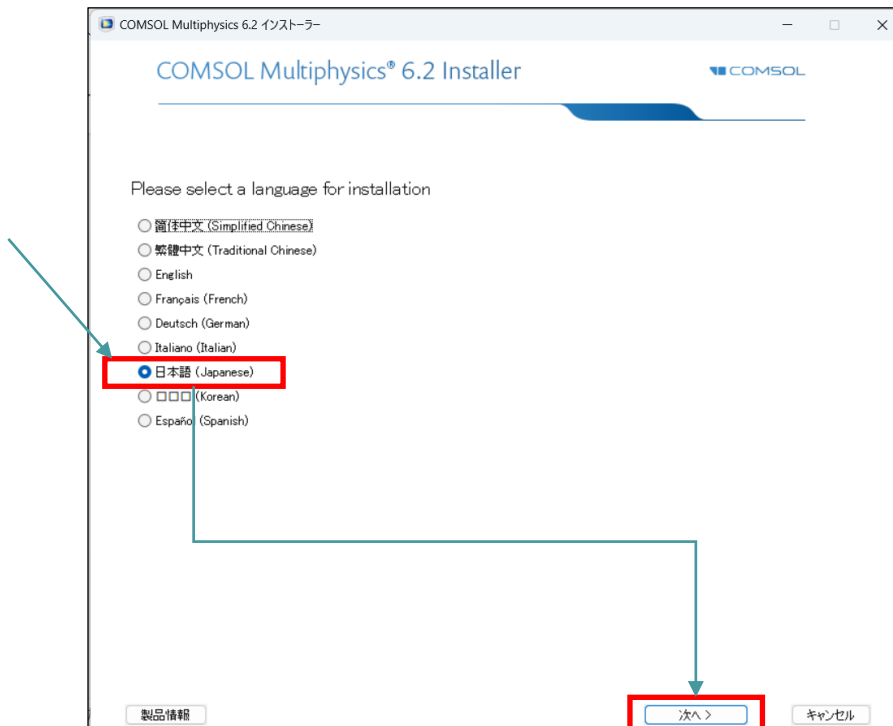 COMSOL Multiphysics 6.2 インストーラー
COMSOL Multiphysics® 6.2 Installer
COMSOL
Please select a language for installation
简体中文 (Simplified Chinese)
繁體中文 (Traditional Chinese)
English
Français (French)
Deutsch (German)
Italiano (Italian)
日本語 (Japanese)
□□□ (Korean)
Español (Spanish)
製品情報
次へ >
キャンセル